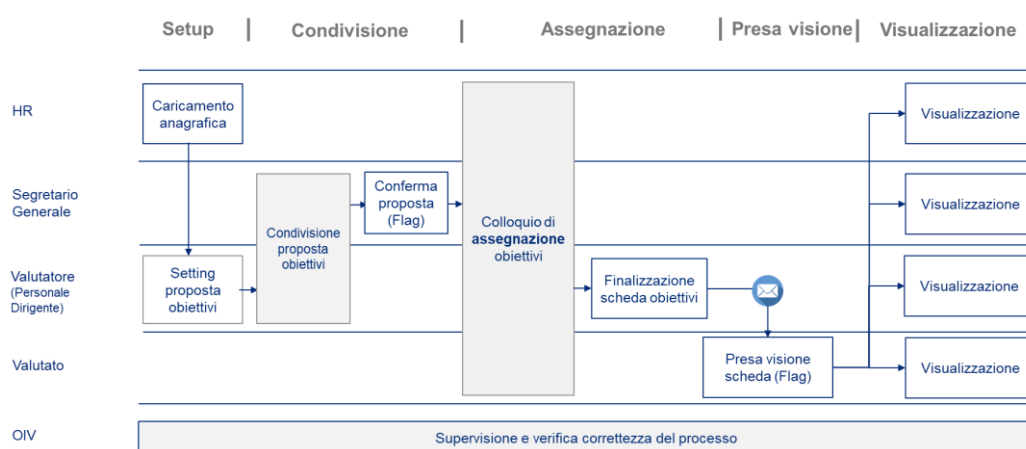 Setup | Condivisione | Assegnazione | Presa visione | Visualizzazione
HR
Caricamento
anagrafica
Visualizzazione
Segretario
Generale
Conferma
proposta
(Flag)
Visualizzazione
Condivisione
proposta
obiettivi
Colloquio di
assegnazione
obiettivi
Valutatore
(Personale
Dirigente)
Setting
proposta
obiettivi
Finalizzazione
scheda obiettivi
Visualizzazione
Valutato
Presa visione
scheda (Flag)
Visualizzazione
OIV
Supervisione e verifica correttezza del processo